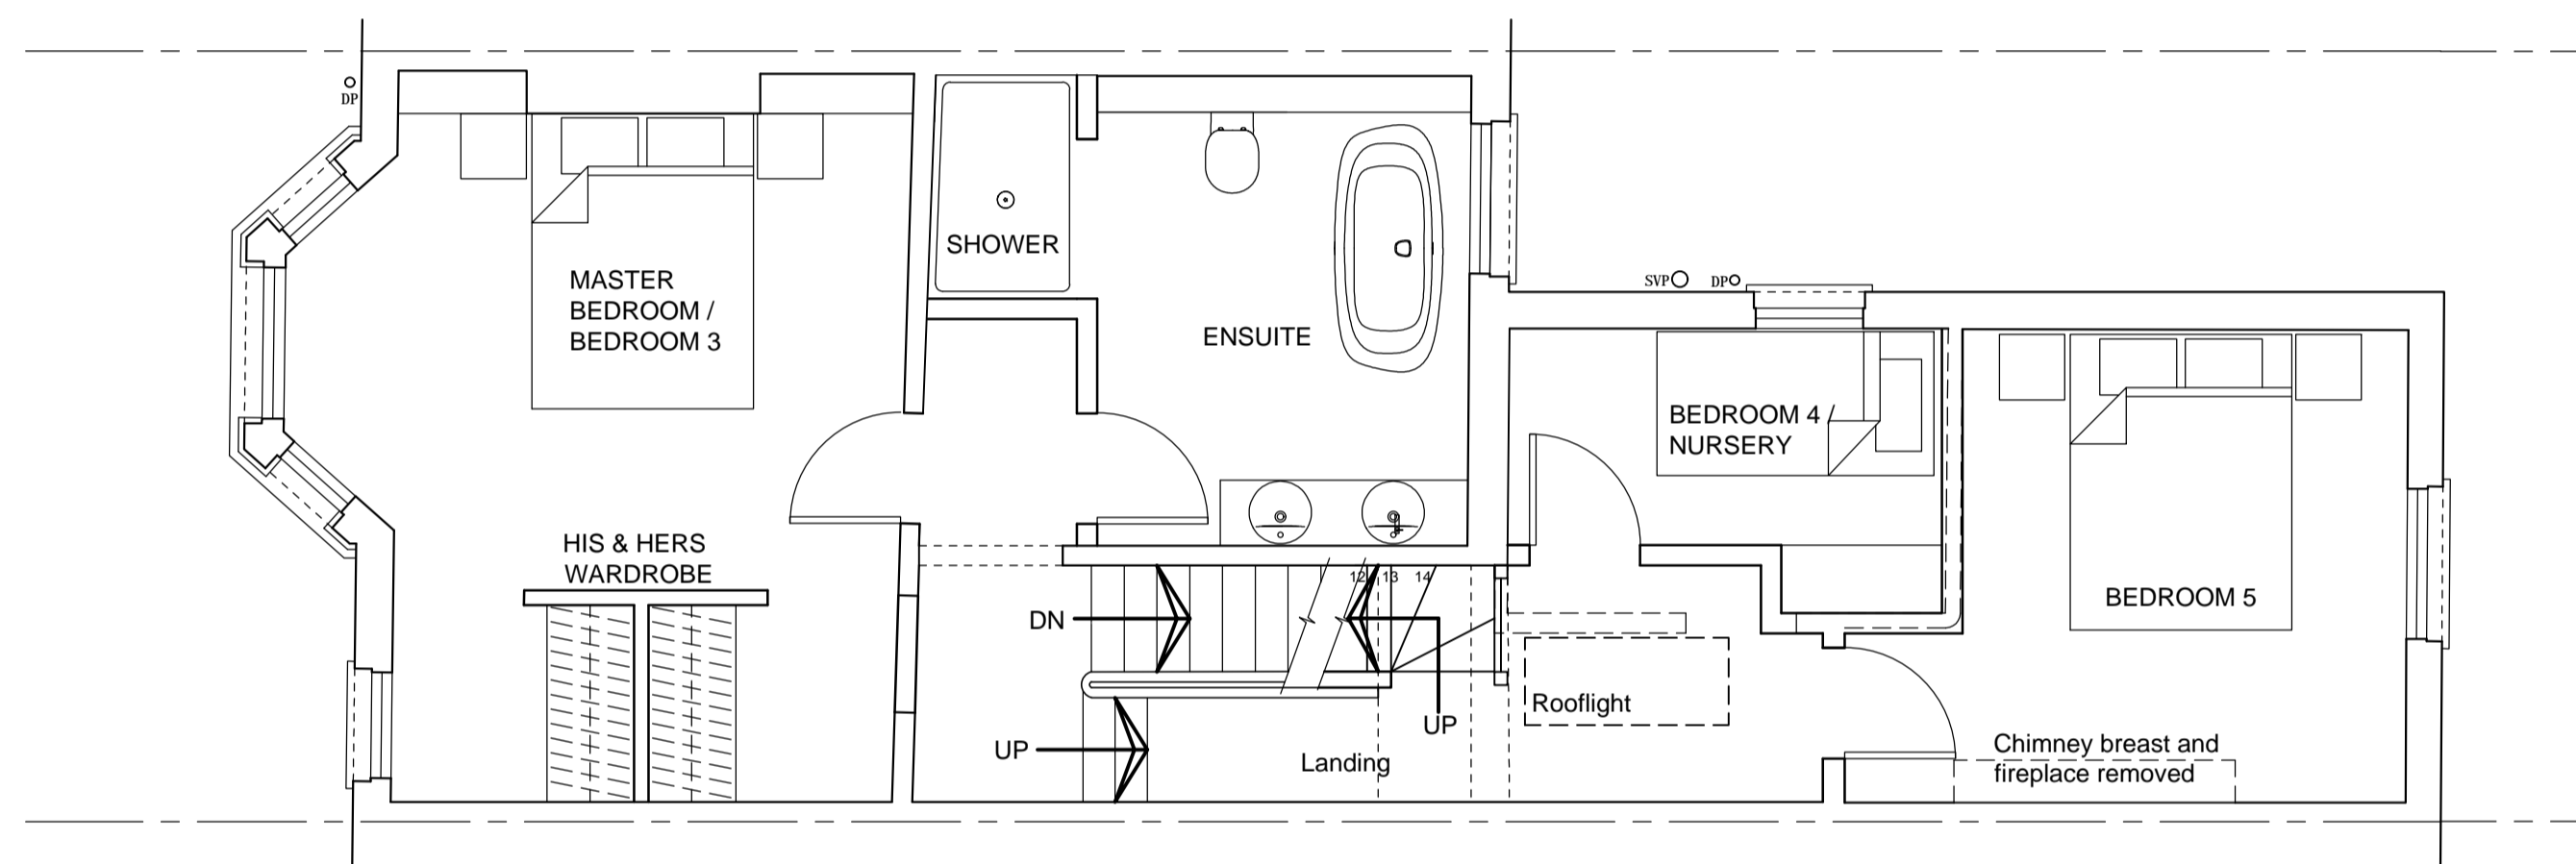 DP
SHOWER
MASTER
BEDROOM /
BEDROOM 3
ENSUITE
SVP
DP
BEDROOM 4 /
NURSERY
HIS & HERS
WARDROBE
12
13
14
DN
BEDROOM 5
Rooflight
UP
UP
Landing
Chimney breast and
fireplace removed